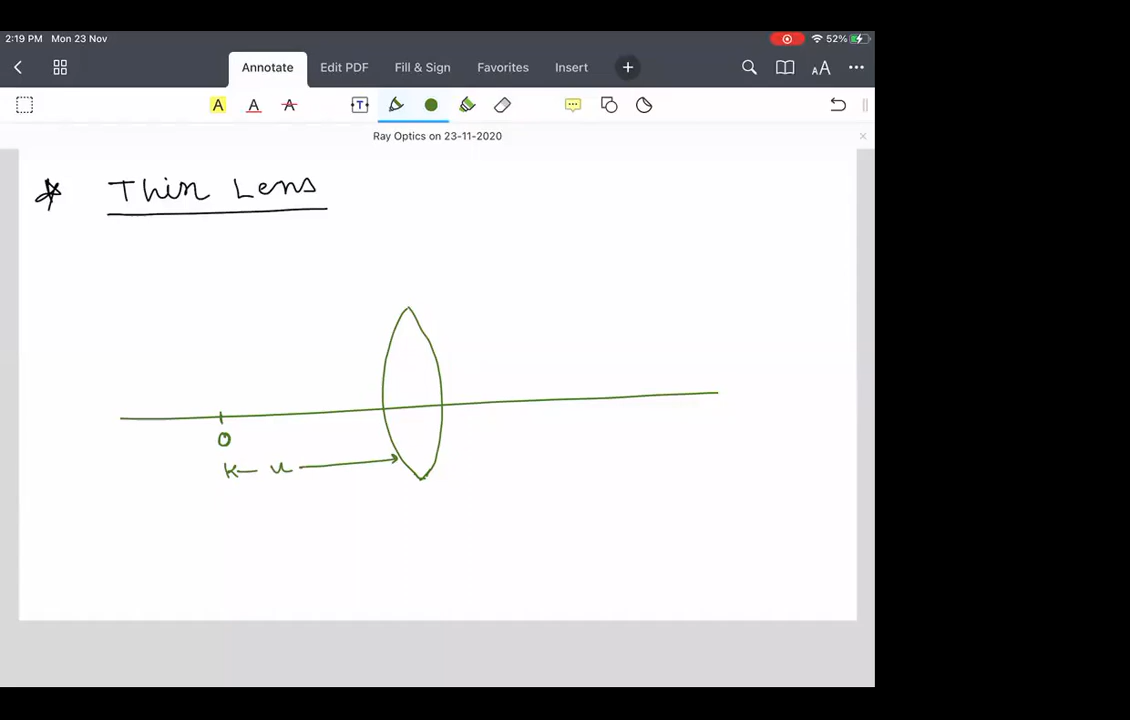 2:19 PM Mon 23 Nov 52%
Annotate Edit PDF Fill & Sign Favorites Insert + AA
A A A T
Ray Optics on 23-11-2020 ×
Thin Lens
O
u